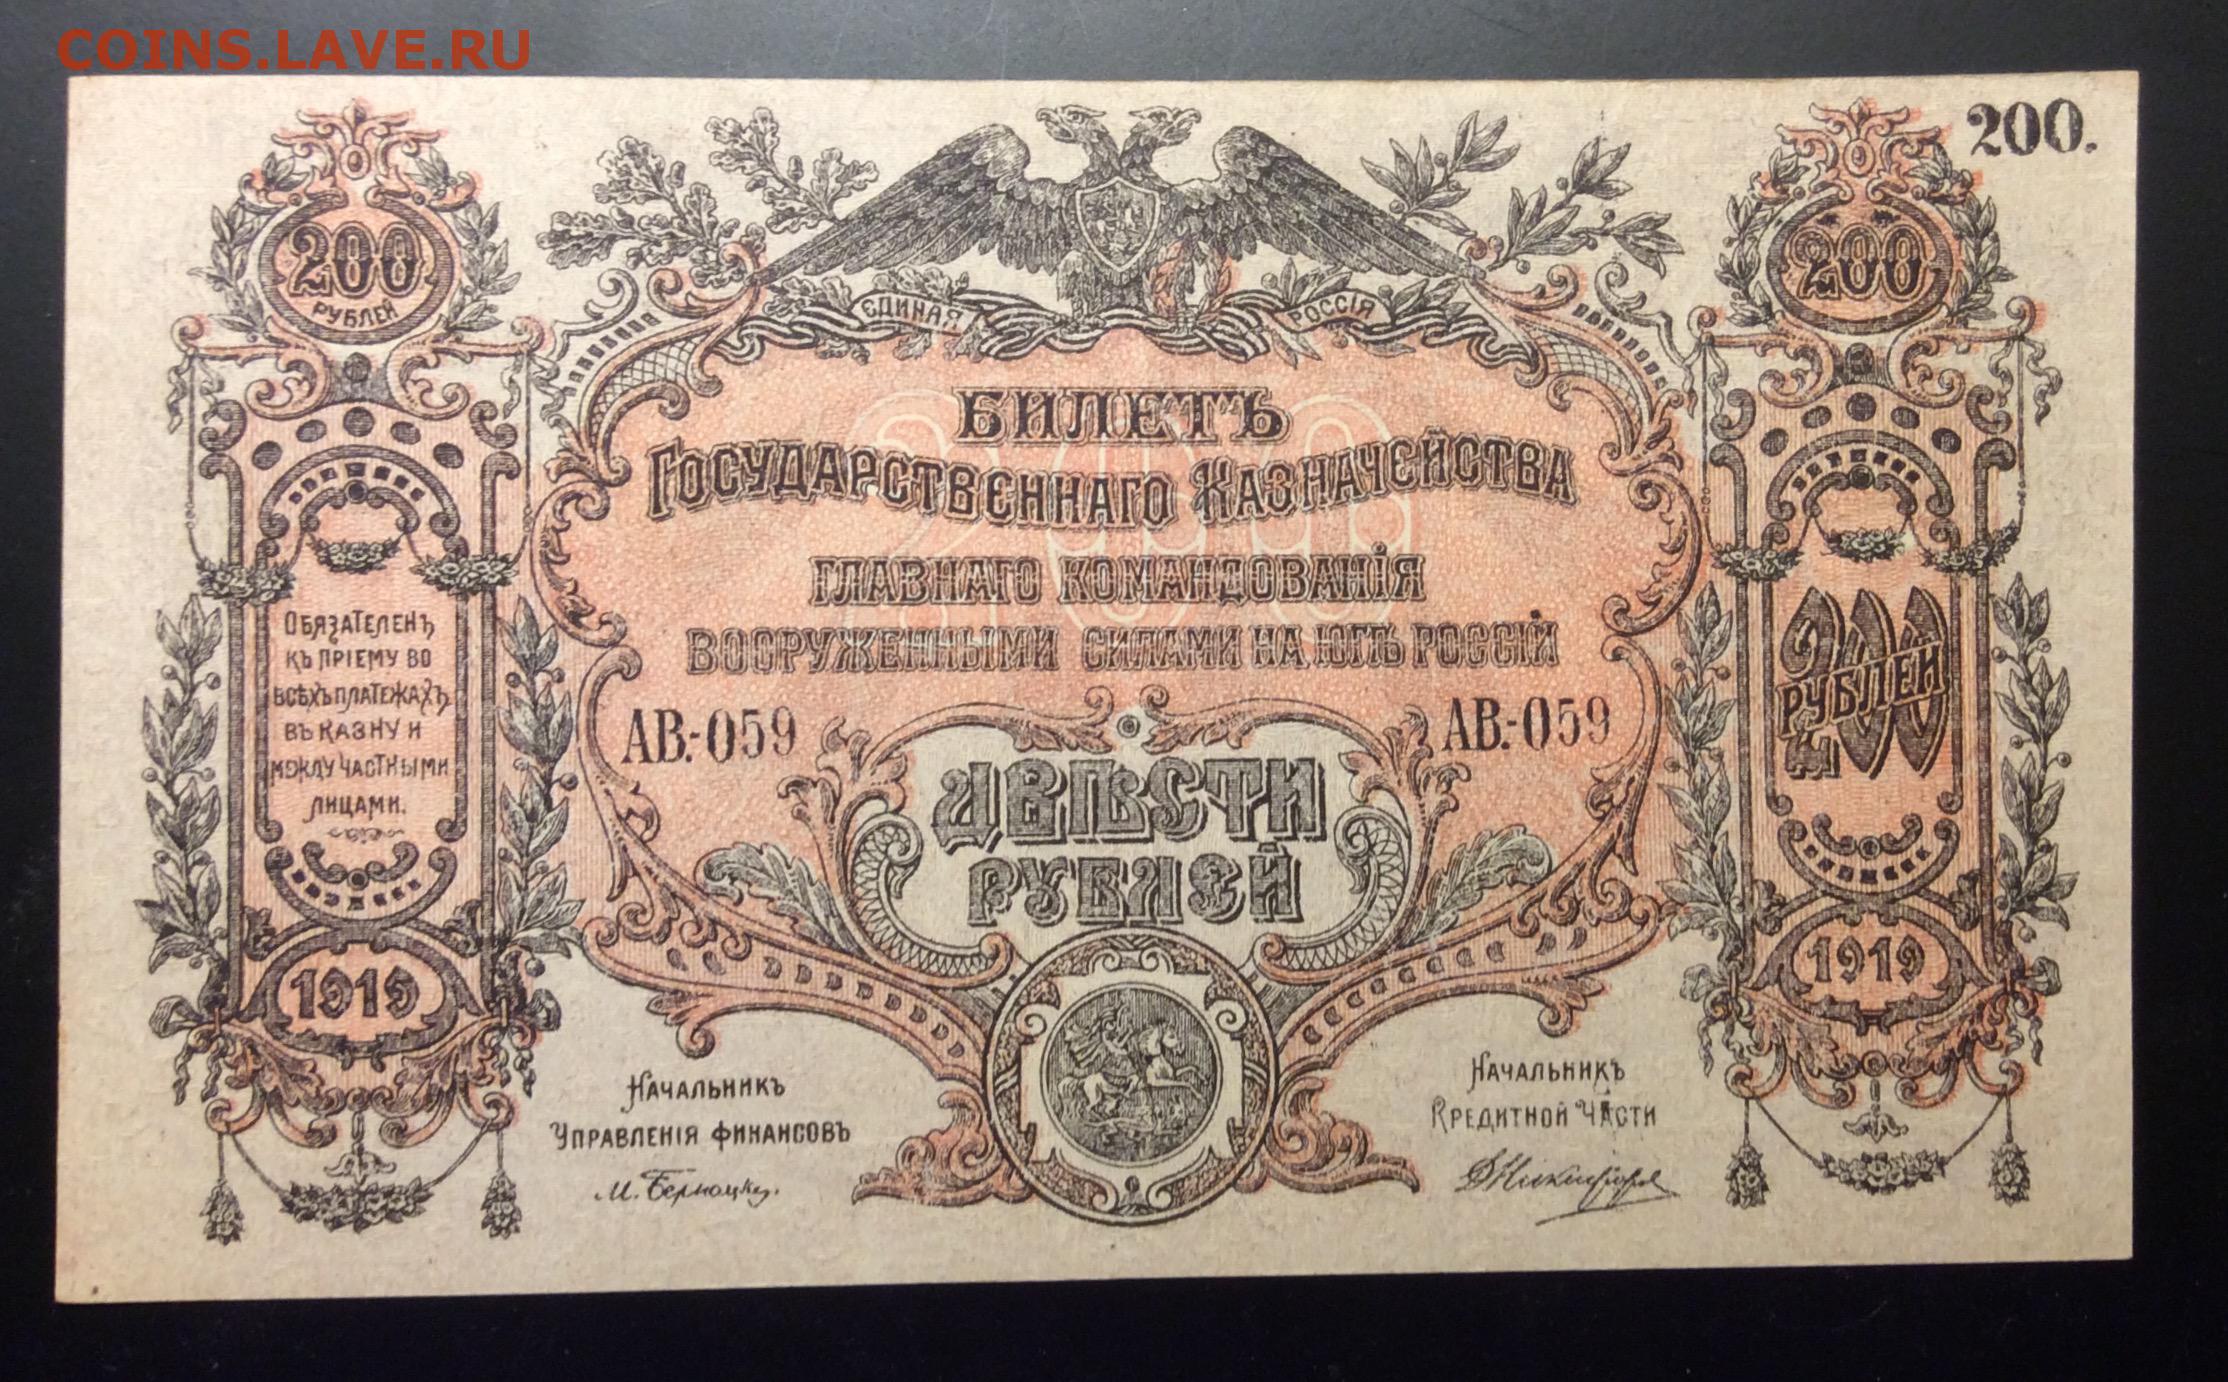 COINS.LAVE.RU
200.
200
РУБЛЕЙ
200
ЕДИНАЯ РОССІЯ
БИЛЕТЪ
ГОСУДАРСТВЕННАГО КАЗНАЧЕЙСТВА
ГЛАВНАГО КОМАНДОВАНІЯ
ВООРУЖЕННЫМИ СИЛАМИ НА ЮГѢ РОССІЙ
АВ.-059 АВ.-059
ДВѢСТИ
РУБЛЕЙ
ОБЯЗАТЕЛЕНЪ
КЪ ПРІЕМУ ВО
ВСѢХЪ ПЛАТЕЖАХЪ
ВЪ КАЗНУ И
МЕЖДУ ЧАСТНЫМИ
ЛИЦАМИ.
200
РУБЛЕЙ
1919
1919
НАЧАЛЬНИКЪ
УПРАВЛЕНІЯ ФИНАНСОВЪ
М. Бернацкій
НАЧАЛЬНИКЪ
КРЕДИТНОЙ ЧАСТИ